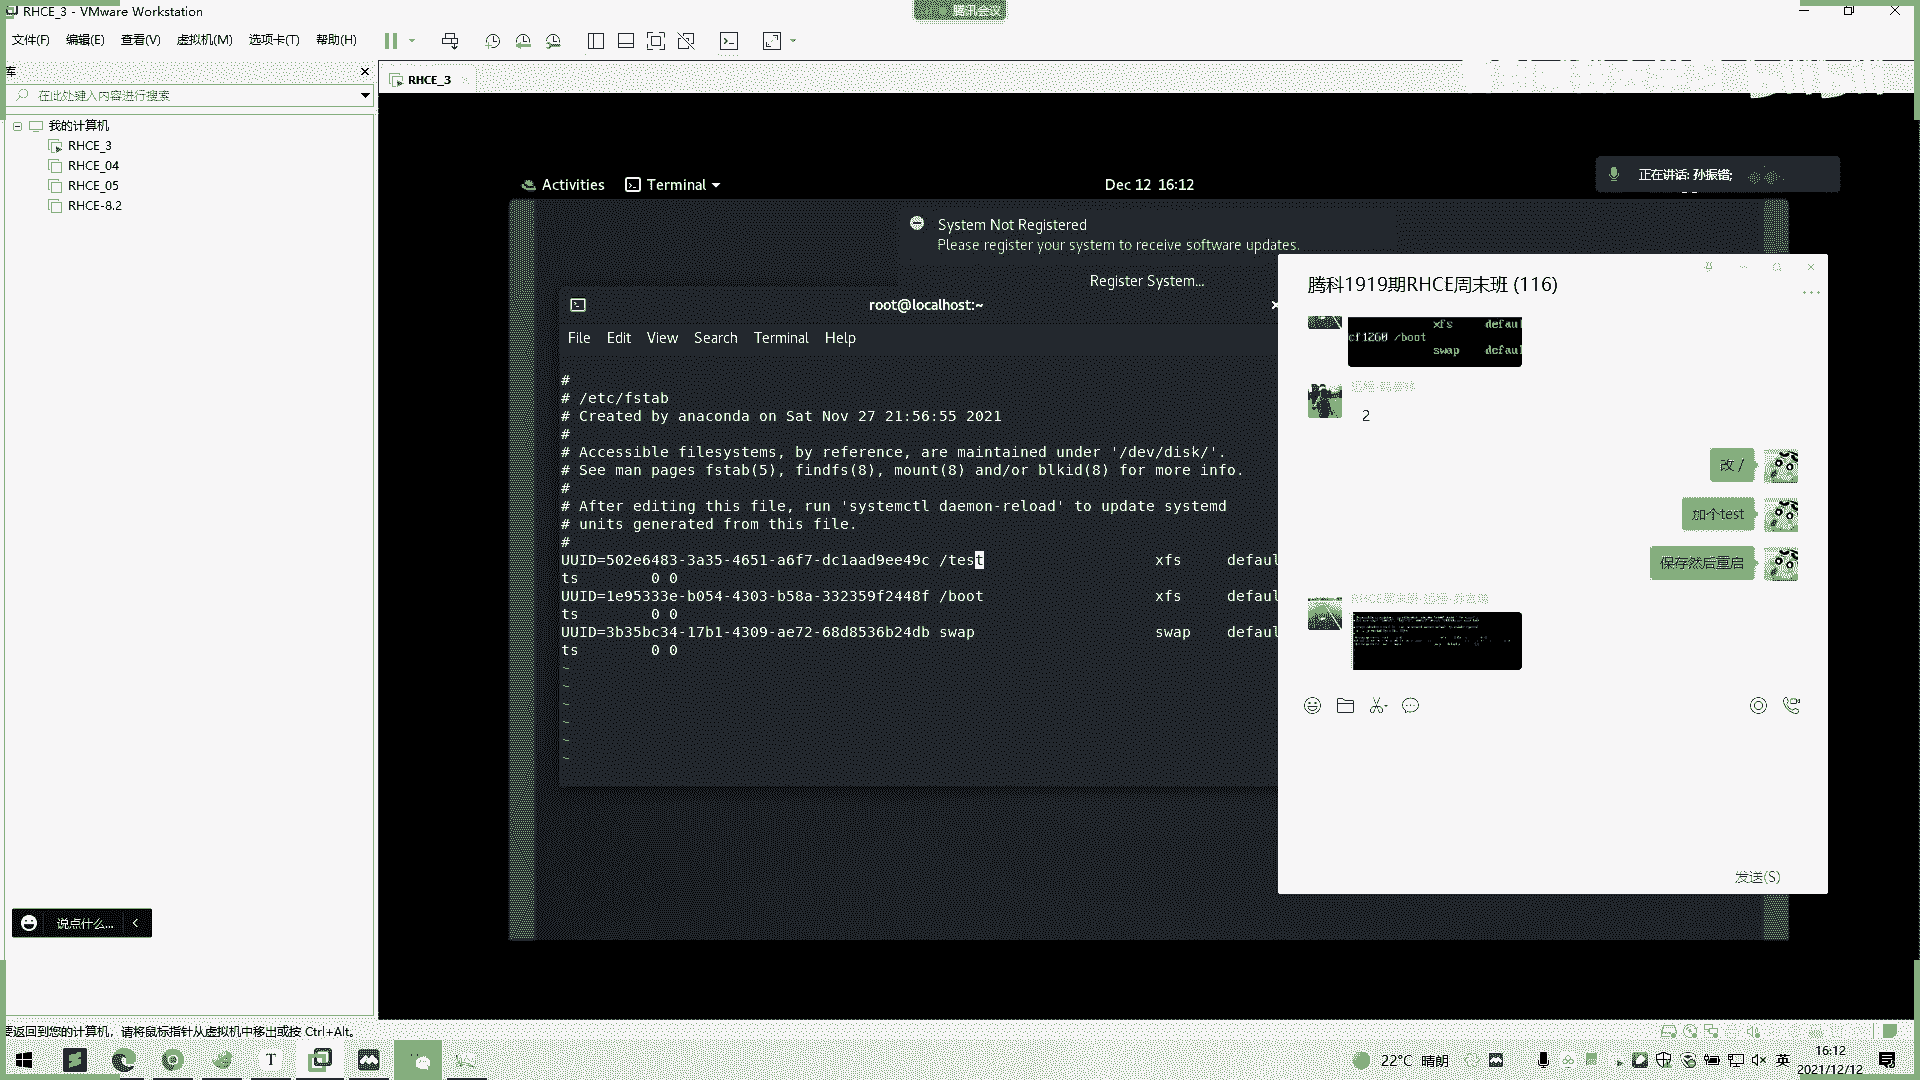 RHCE_3 - VMware Workstation
腾讯会议
文件(F) 编辑(E) 查看(V) 虚拟机(M) 选项卡(T) 帮助(H)
库
RHCE_3
在此处键入内容进行搜索
我的计算机
RHCE_3
RHCE_04
RHCE_05
RHCE-8.2
Activities Terminal Dec 12 16:12
正在讲话: 孙振锴;
System Not Registered
Please register your system to receive software updates.
Register System...
root@localhost:~
File Edit View Search Terminal Help
#
# /etc/fstab
# Created by anaconda on Sat Nov 27 21:56:55 2021
#
# Accessible filesystems, by reference, are maintained under '/dev/disk/'.
# See man pages fstab(5), findfs(8), mount(8) and/or blkid(8) for more info.
#
# After editing this file, run 'systemctl daemon-reload' to update systemd
# units generated from this file.
#
UUID=502e6483-3a35-4651-a6f7-dc1aad9ee49c /test xfs defaul
ts 0 0
UUID=1e95333e-b054-4303-b58a-332359f2448f /boot xfs defaul
ts 0 0
UUID=3b35bc34-17b1-4309-ae72-68d8536b24db swap swap defaul
ts 0 0
~
~
~
~
~
~
腾科1919期RHCE周末班 (116)
xfs defaul
cf1260 /boot
swap defaul
2
改 /
加个test
保存然后重启
发送(S)
说点什么...
要返回到您的计算机，请将鼠标指针从虚拟机中移出或按 Ctrl+Alt。
T
22°C 晴朗
英
16:12
2021/12/12